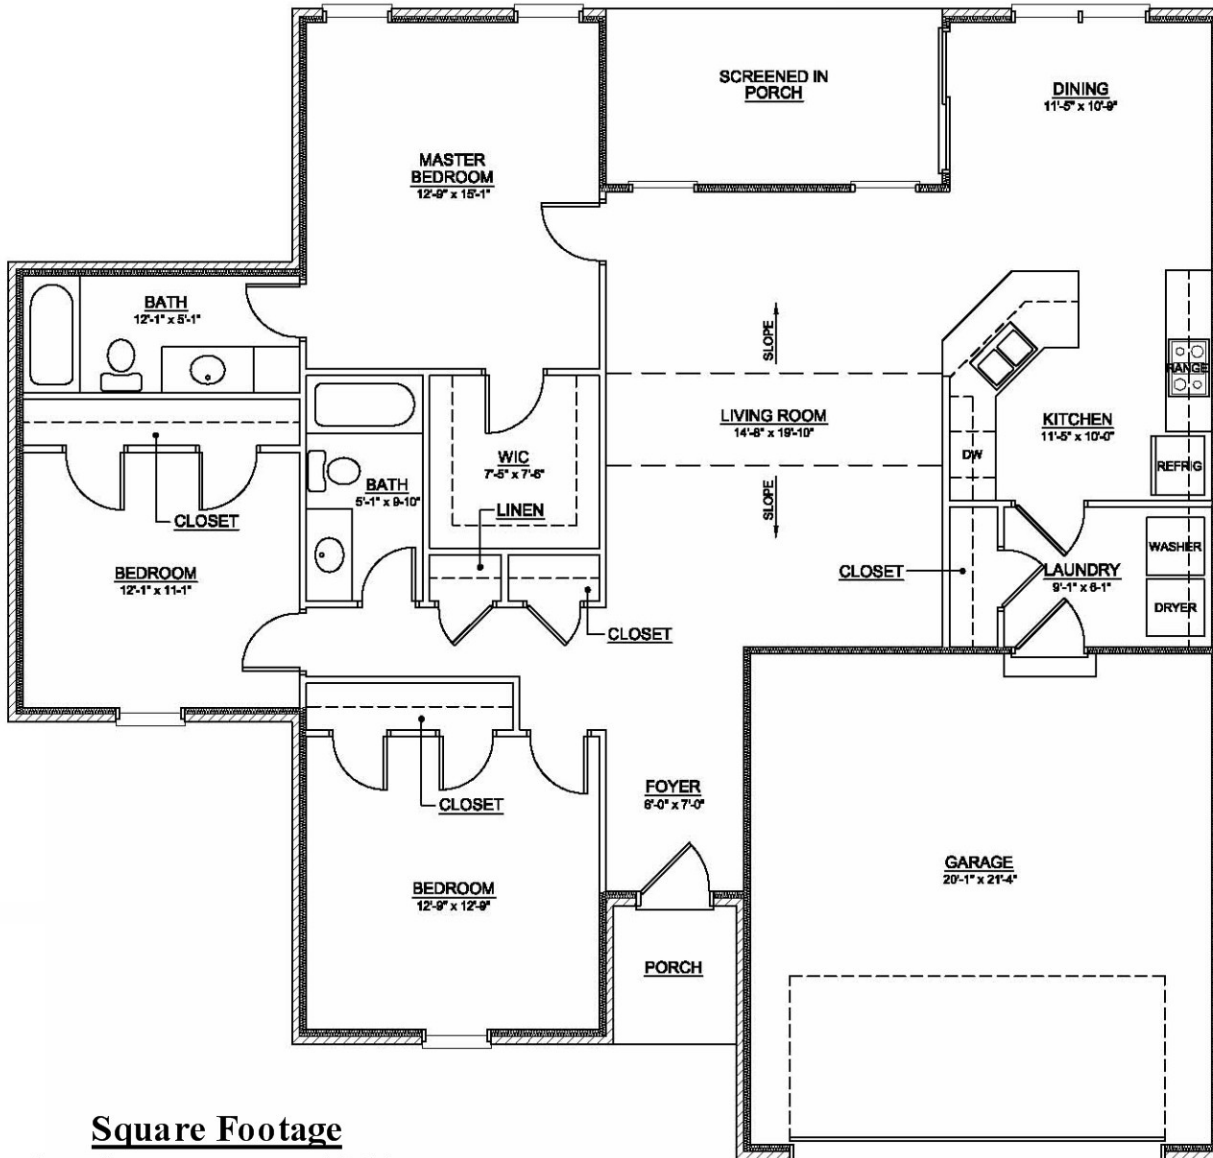 SCREENED IN
PORCH
DINING
11'-5" x 10'-9"
MASTER
BEDROOM
12'-9" x 15'-1"
BATH
12'-1" x 5'-1"
SLOPE
RANGE
LIVING ROOM
14'-8" x 19'-10"
KITCHEN
11'-5" x 10'-0"
DW
REFRIG
WIC
7'-5" x 7'-6"
BATH
5'-1" x 9'-10"
LINEN
SLOPE
CLOSET
BEDROOM
12'-1" x 11'-1"
CLOSET
LAUNDRY
9'-1" x 6'-1"
WASHER
DRYER
CLOSET
CLOSET
FOYER
6'-0" x 7'-0"
BEDROOM
12'-9" x 12'-9"
GARAGE
20'-1" x 21'-4"
PORCH
Square Footage